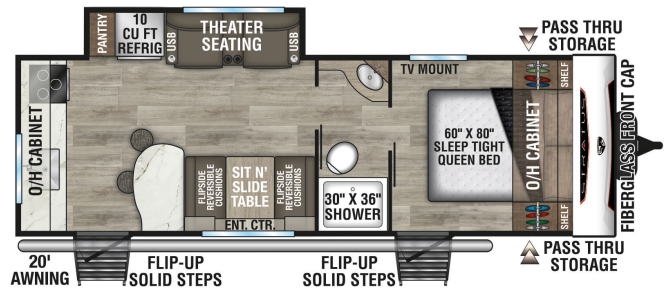 PANTRY
10
CU FT
REFRIG
USB
THEATER
SEATING
USB
PASS THRU
STORAGE
TV MOUNT
SHELF
O/H CABINET
60" X 80"
SLEEP TIGHT
QUEEN BED
O/H CABINET
STRATUS
FIBERGLASS FRONT CAP
FLIPSIDE
REVERSIBLE
CUSHIONS
SIT N'
SLIDE
TABLE
FLIPSIDE
REVERSIBLE
CUSHIONS
30" X 36"
SHOWER
SHELF
ENT. CTR.
PASS THRU
STORAGE
20'
AWNING
FLIP-UP
SOLID STEPS
FLIP-UP
SOLID STEPS